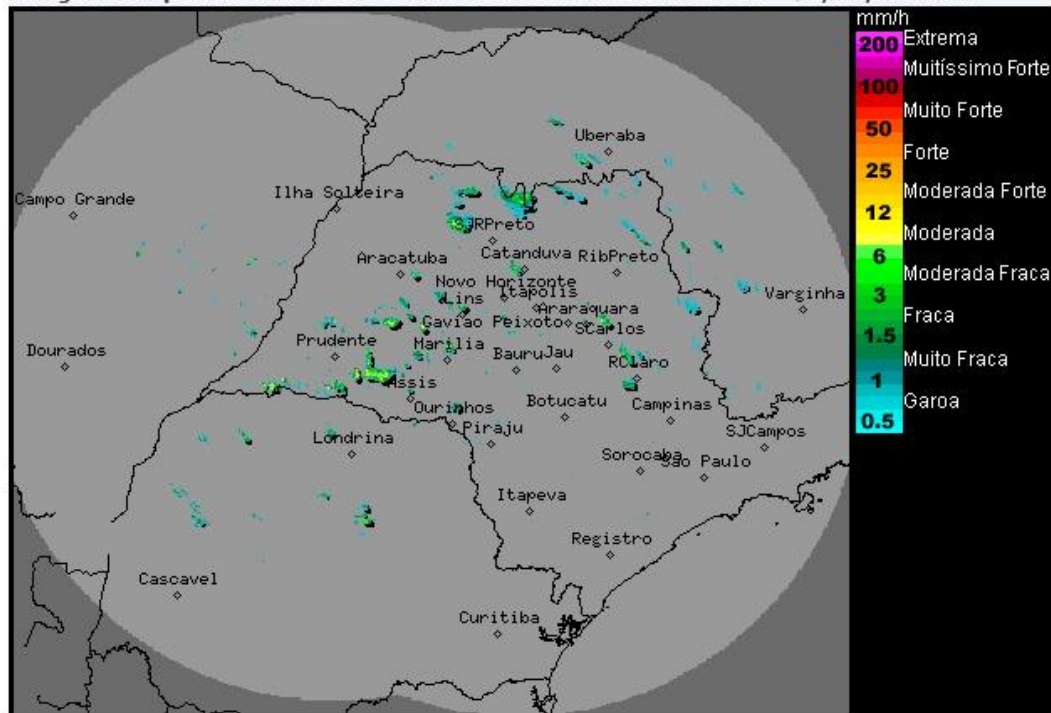 mm/h
200 Extrema
Muitíssimo Forte
100
Muito Forte
50
Forte
25
Moderada Forte
12
Moderada
6
Moderada Fraca
3
Fraca
1.5
Muito Fraca
1
Garoa
0.5
Uberaba
Campo Grande
Ilha Solteira
SJRPreto
Aracatuba
Catanduva
RibPreto
Novo Horizonte
Itapolis
Lins
Araraquara
Varginha
Gaviao Peixoto
SCarlos
Dourados
Prudente
Marilia
Bauru
Jau
RClaro
Assis
Ourinhos
Botucatu
Campinas
Piraju
SJCampos
Londrina
Sorocaba
Sao Paulo
Itapeva
Registro
Cascavel
Curitiba